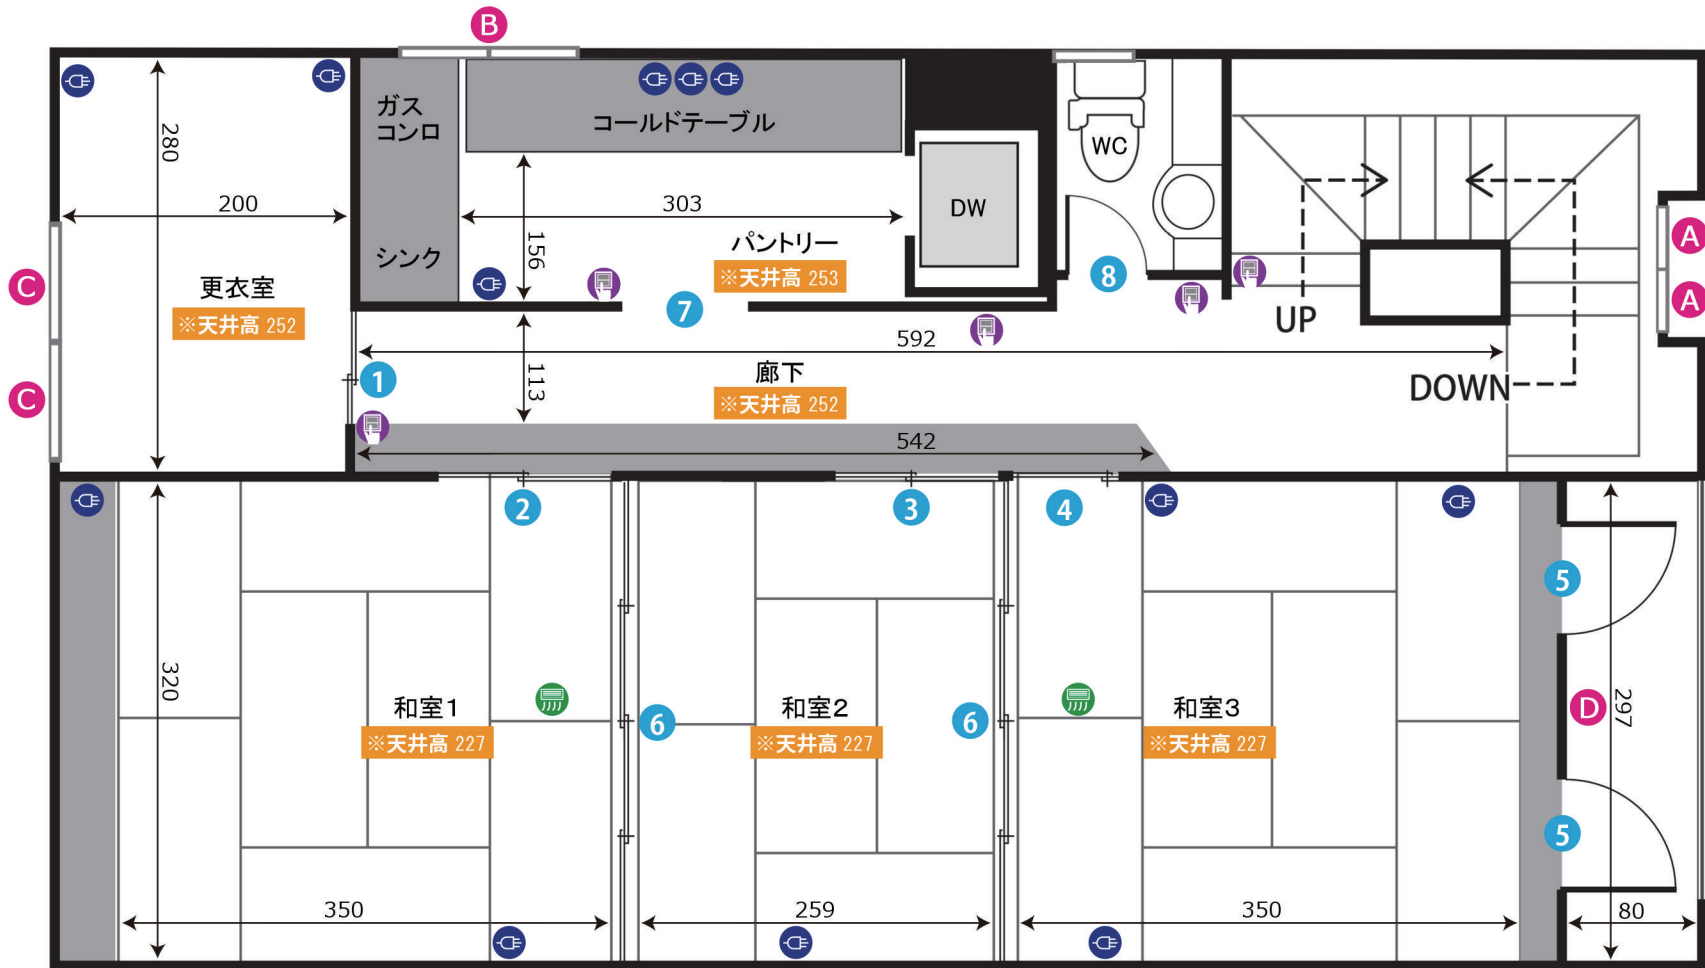 B
ガス
コンロ
コールドテーブル
WC
280
200
303
DW
A
シンク
156
パントリー
※天井高 253
更衣室
※天井高 252
C
8
A
7
UP
592
1
113
廊下
※天井高 252
DOWN
C
542
2
3
4
5
320
和室1
※天井高 227
6
和室2
※天井高 227
6
和室3
※天井高 227
D
297
5
350
259
350
80